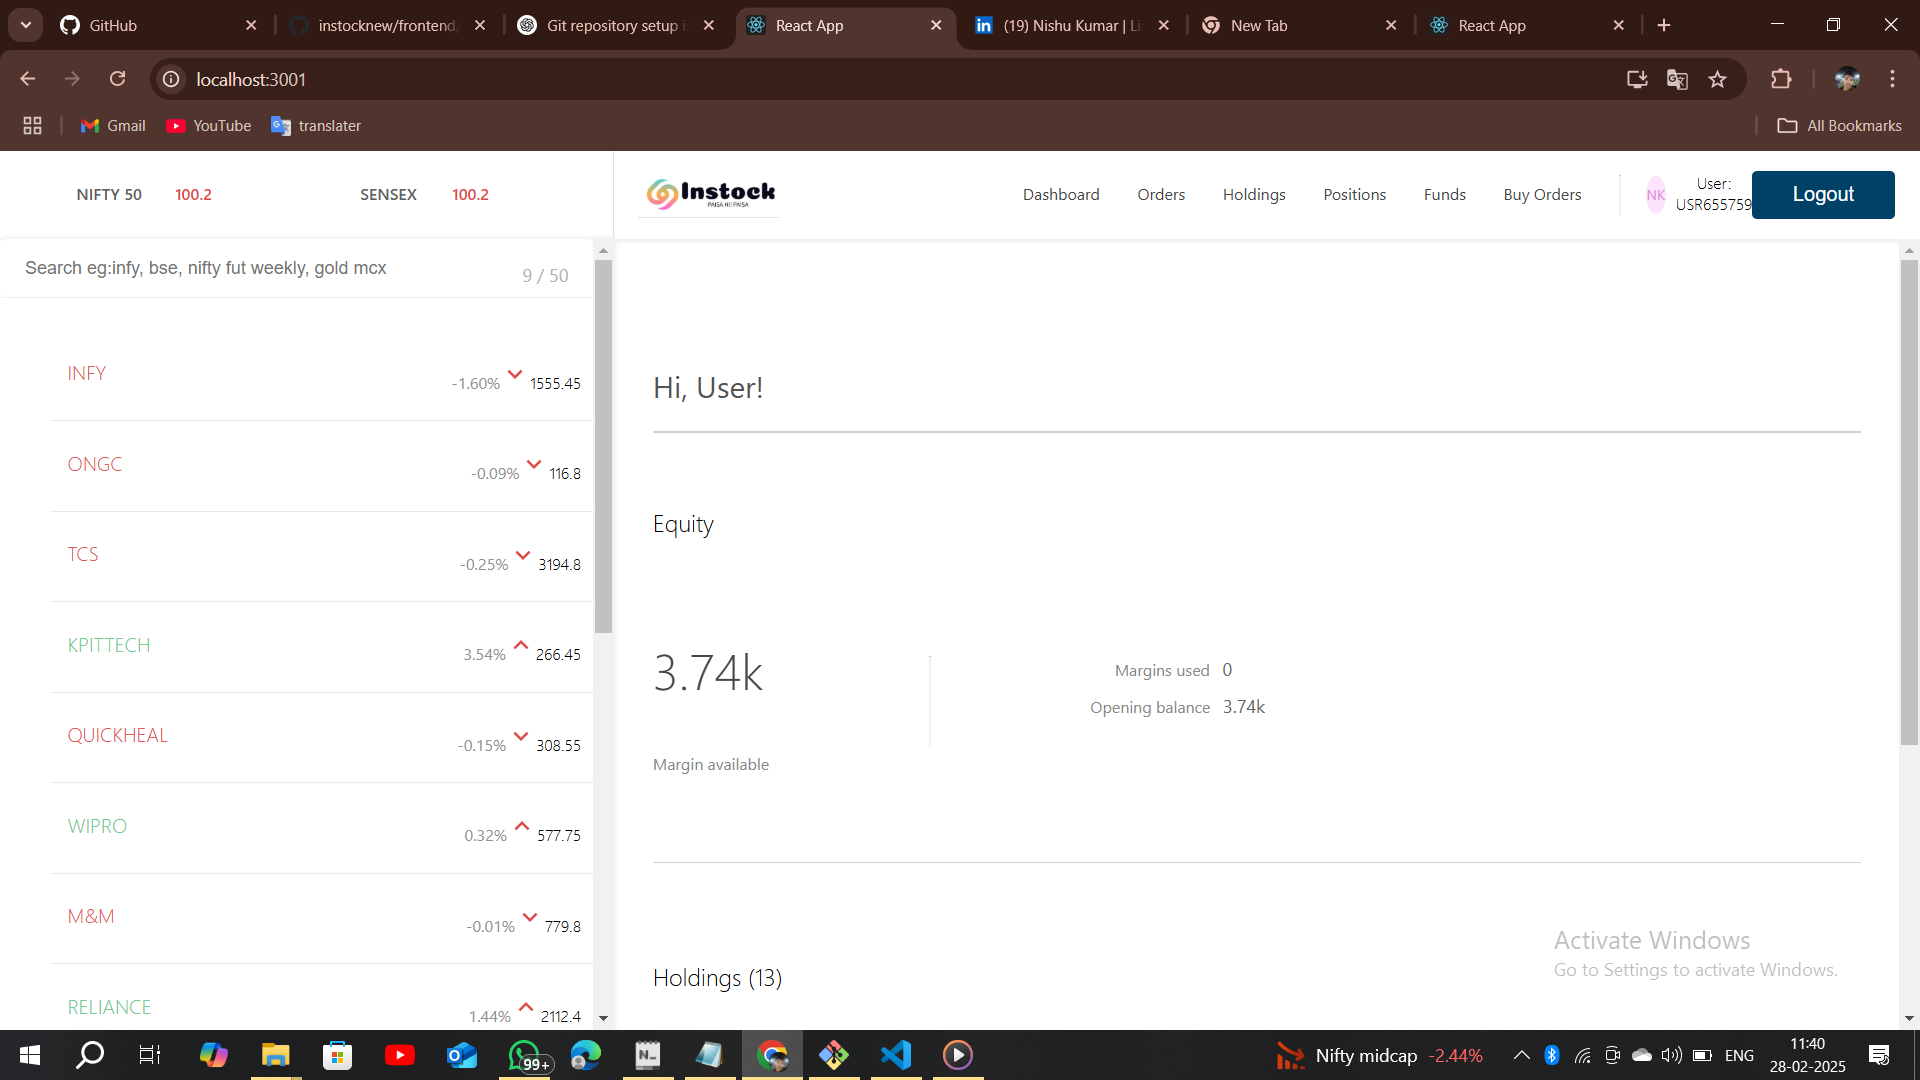 GitHub
instocknew/frontend,
Git repository setup i
React App
(19) Nishu Kumar | Li
New Tab
React App
localhost:3001
Gmail
YouTube
translater
All Bookmarks
NIFTY 50 100.2
SENSEX 100.2
Instock
PAISA HI PAISA
Dashboard
Orders
Holdings
Positions
Funds
Buy Orders
NK
User:
USR655759
Logout
Search eg:infy, bse, nifty fut weekly, gold mcx
9 / 50
INFY -1.60% 1555.45
ONGC -0.09% 116.8
TCS -0.25% 3194.8
KPITTECH 3.54% 266.45
QUICKHEAL -0.15% 308.55
WIPRO 0.32% 577.75
M&M -0.01% 779.8
RELIANCE 1.44% 2112.4
Hi, User!
Equity
3.74k
Margin available
Margins used 0
Opening balance 3.74k
Holdings (13)
Activate Windows
Go to Settings to activate Windows.
99+
Nifty midcap -2.44%
ENG
11:40
28-02-2025